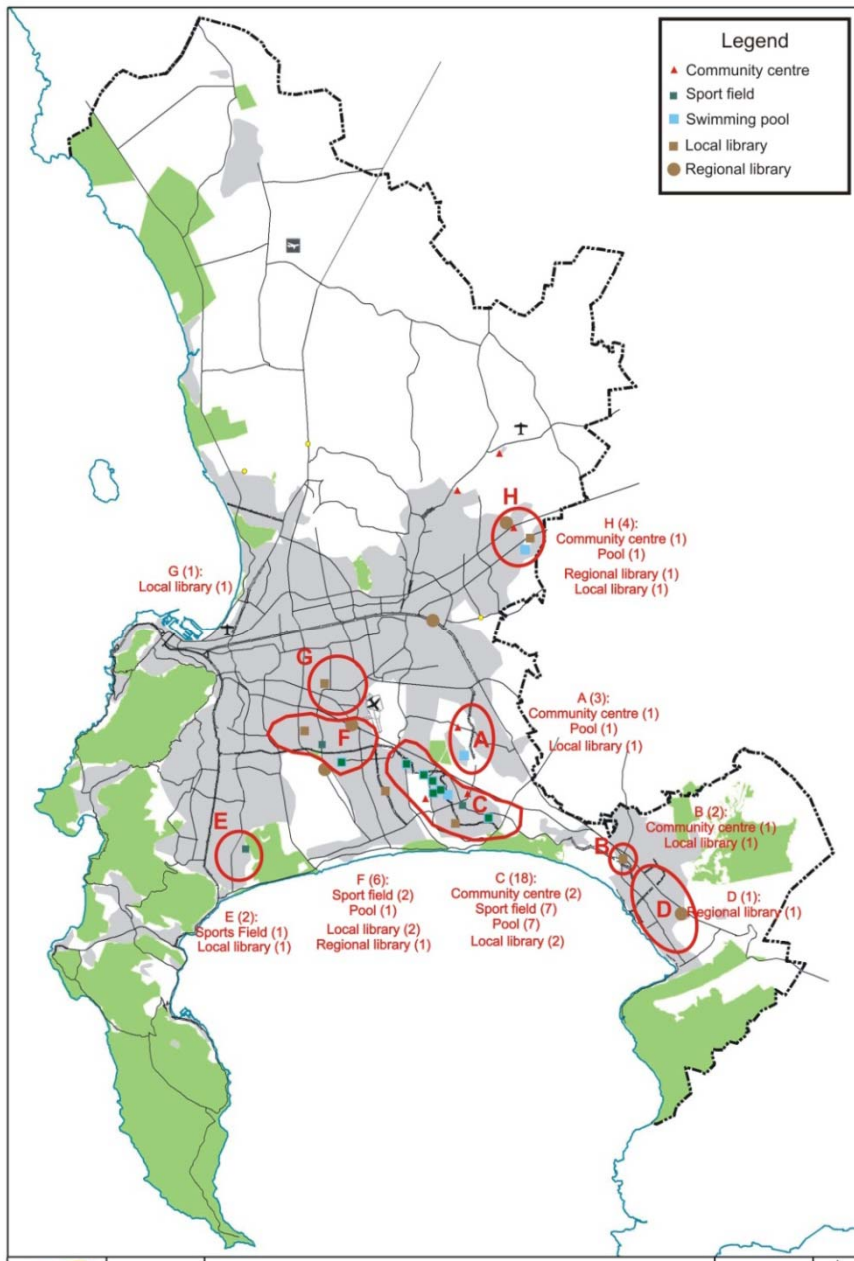 Legend
Community centre
Sport field
Swimming pool
Local library
Regional library
H
H (4):
Community centre (1)
Pool (1)
Regional library (1)
Local library (1)
G (1):
Local library (1)
G
A (3):
Community centre (1)
Pool (1)
Local library (1)
A
F
C
B (2):
Community centre (1)
Local library (1)
E
B
D (1):
Regional library (1)
D
F (6):
Sport field (2)
Pool (1)
Local library (2)
Regional library (1)
C (18):
Community centre (2)
Sport field (7)
Pool (7)
Local library (2)
E (2):
Sports Field (1)
Local library (1)